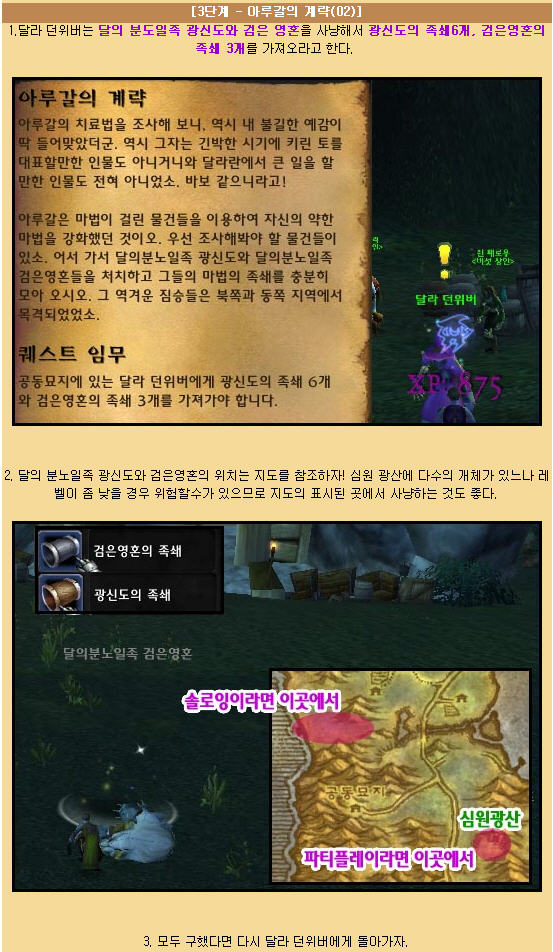 [3단계 - 아루갈의 계략(02)]
1.달라 던위버는 달의 분도일족 광신도와 검은 영혼을 사냥해서 광신도의 족쇄6개, 검은영혼의
족쇄 3개를 가져오라고 한다.
아루갈의 계략
아루갈의 치료법을 조사해 보니, 역시 내 불길한 예감이
딱 들어맞았더군. 역시 그자는 긴박한 시기에 키린 토를
대표할만한 인물도 아니거니와 달라란에서 큰 일을 할
만한 인물도 전혀 아니었소. 바보 같으니라고!
아루갈은 마법이 걸린 물건들을 이용하여 자신의 약한
마법을 강화했던 것이오. 우선 조사해봐야 할 물건들이
있소. 어서 가서 달의분노일족 광신도와 달의분노일족
검은영혼들을 처치하고 그들의 마법의 족쇄를 충분히
모아 오시오. 그 역겨운 짐승들은 북쪽과 동쪽 지역에서
목격되었었소.
퀘스트 임무
공동묘지에 있는 달라 던위버에게 광신도의 족쇄 6개
와 검은영혼의 족쇄 3개를 가져가야 합니다.
<버섯 상인>
달라 던위버
XP: 875
2. 달의 분노일족 광신도와 검은영혼의 위치는 지도를 참조하자! 심원 광산에 다수의 개체가 있느나 레
벨이 좀 낮을 경우 위험할수가 있으므로 지도의 표시된 곳에서 사냥하는 것도 좋다.
검은영혼의 족쇄
광신도의 족쇄
달의분노일족 검은영혼
솔로잉이라면 이곳에서
공동묘지
심원광산
파티플레이라면 이곳에서
3. 모두 구했다면 다시 달라 던위버에게 돌아가자.